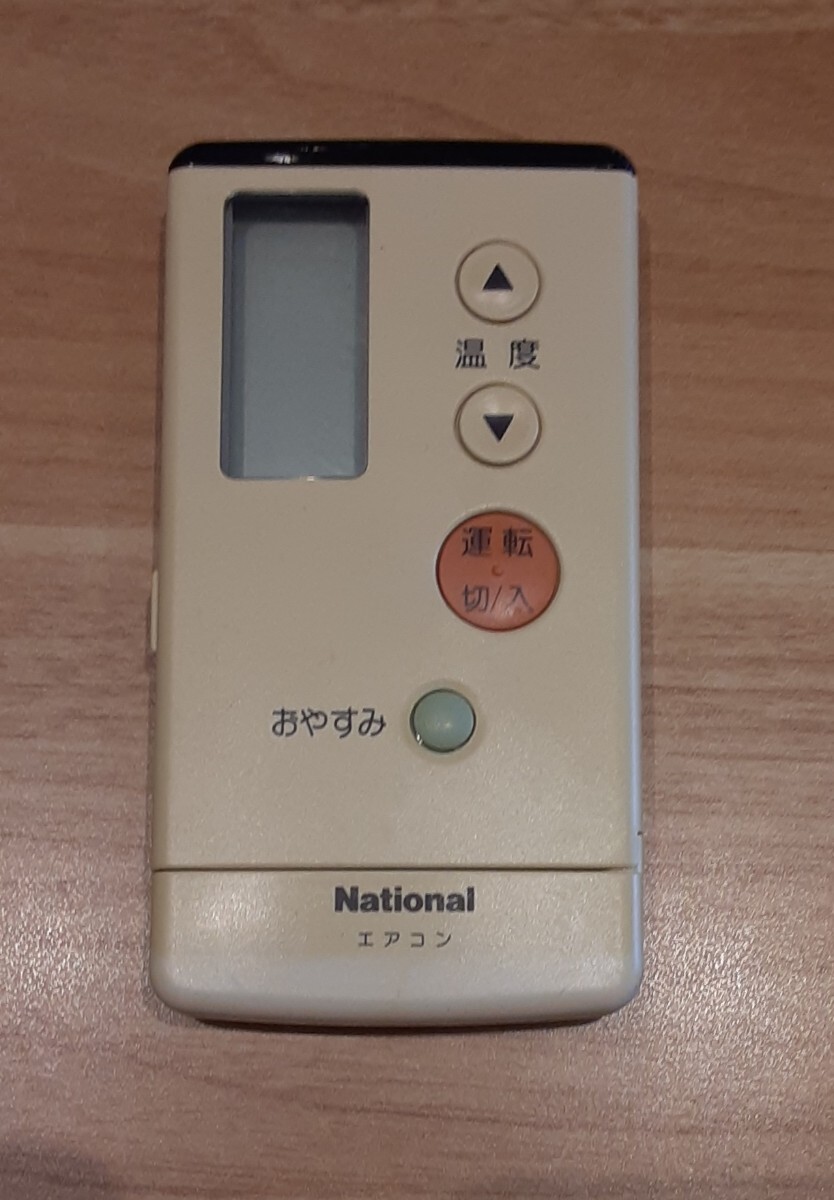 ▲
温度
▼
運転
切/入
おやすみ
National
エアコン